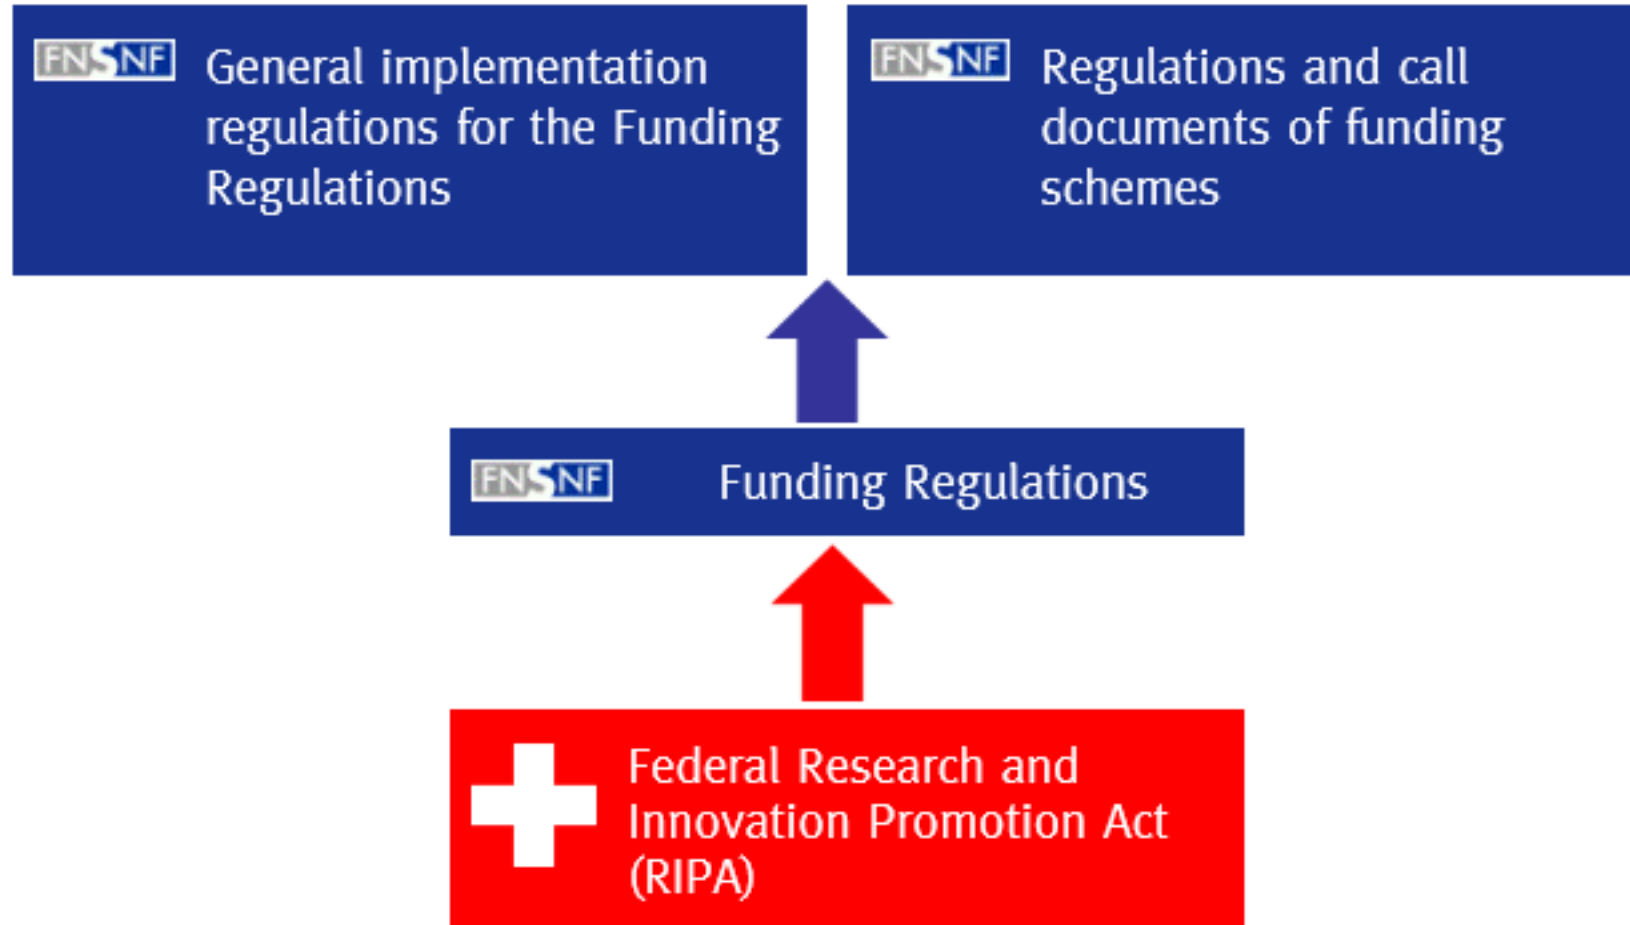 FNSNF
General implementation
regulations for the Funding
Regulations
FNSNF
Regulations and call
documents of funding
schemes
FNSNF
Funding Regulations
Federal Research and
Innovation Promotion Act
(RIPA)